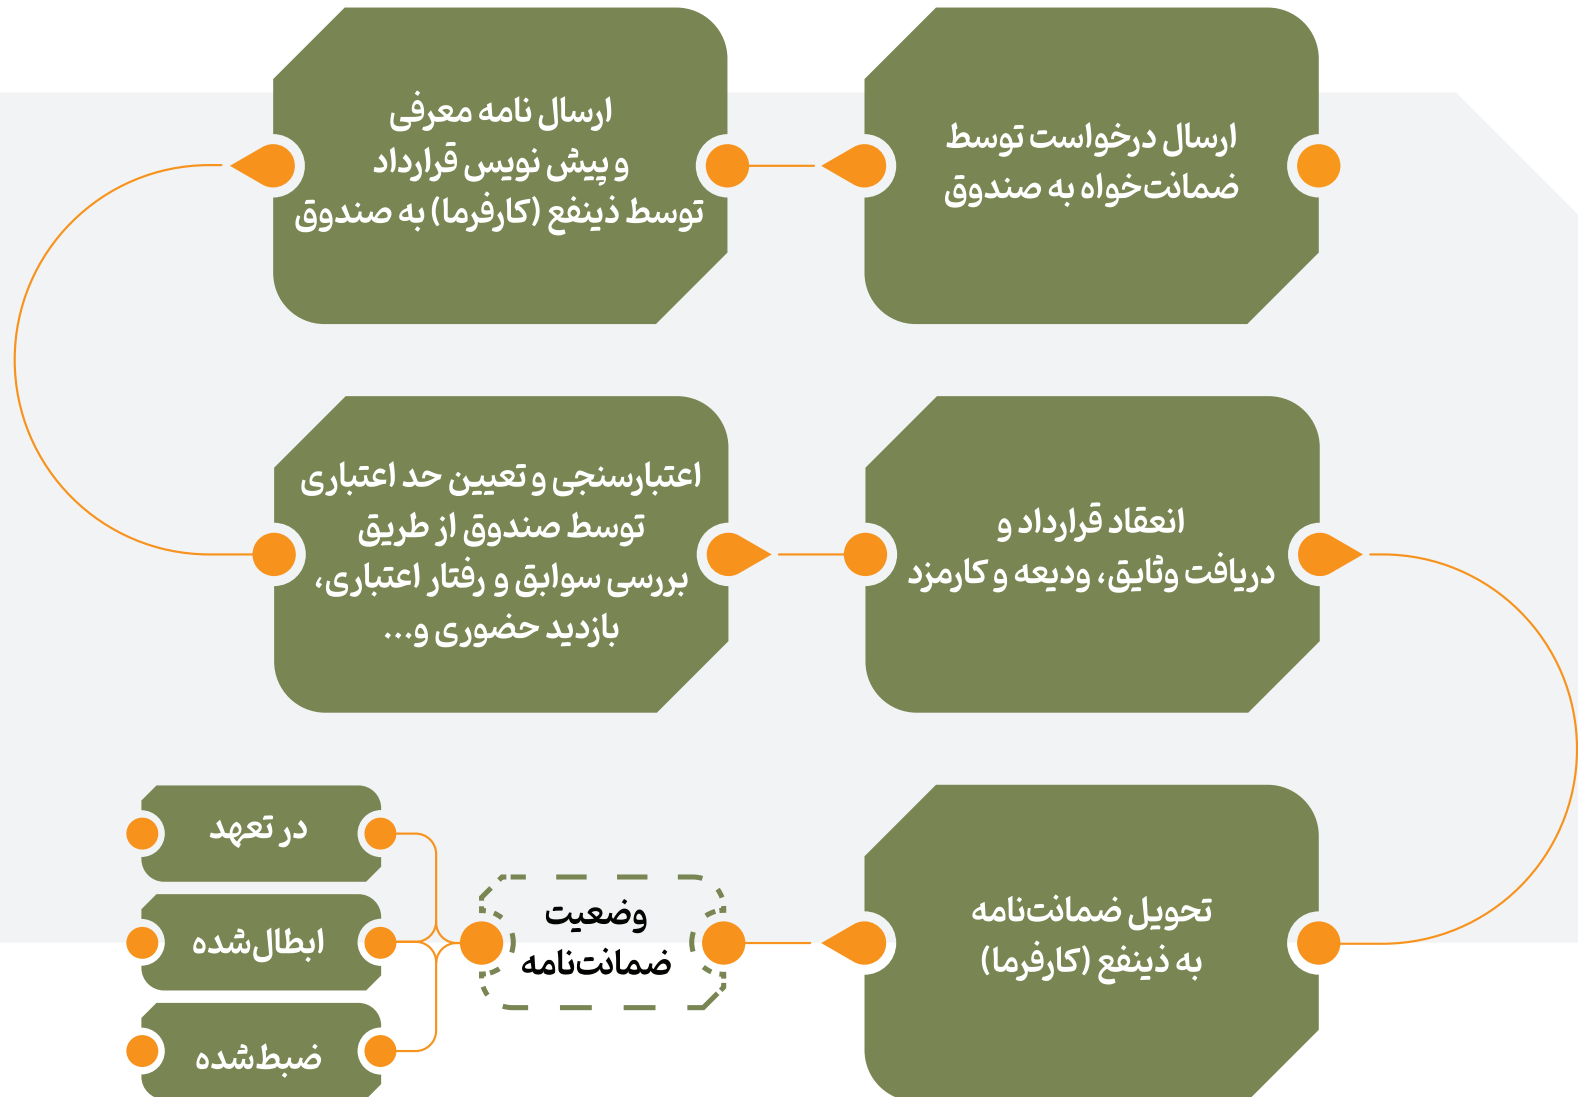 ارسال درخواست توسط
ضمانت‌خواه به صندوق
ارسال نامه معرفی
و پیش نویس قرارداد
توسط ذینفع (کارفرما) به صندوق
اعتبارسنجی و تعیین حد اعتباری
توسط صندوق از طریق
بررسی سوابق و رفتار اعتباری،
بازدید حضوری و...
انعقاد قرارداد و
دریافت وثایق، ودیعه و کارمزد
تحویل ضمانت‌نامه
به ذینفع (کارفرما)
وضعیت
ضمانت‌نامه
در تعهد
ابطال‌شده
ضبط‌شده